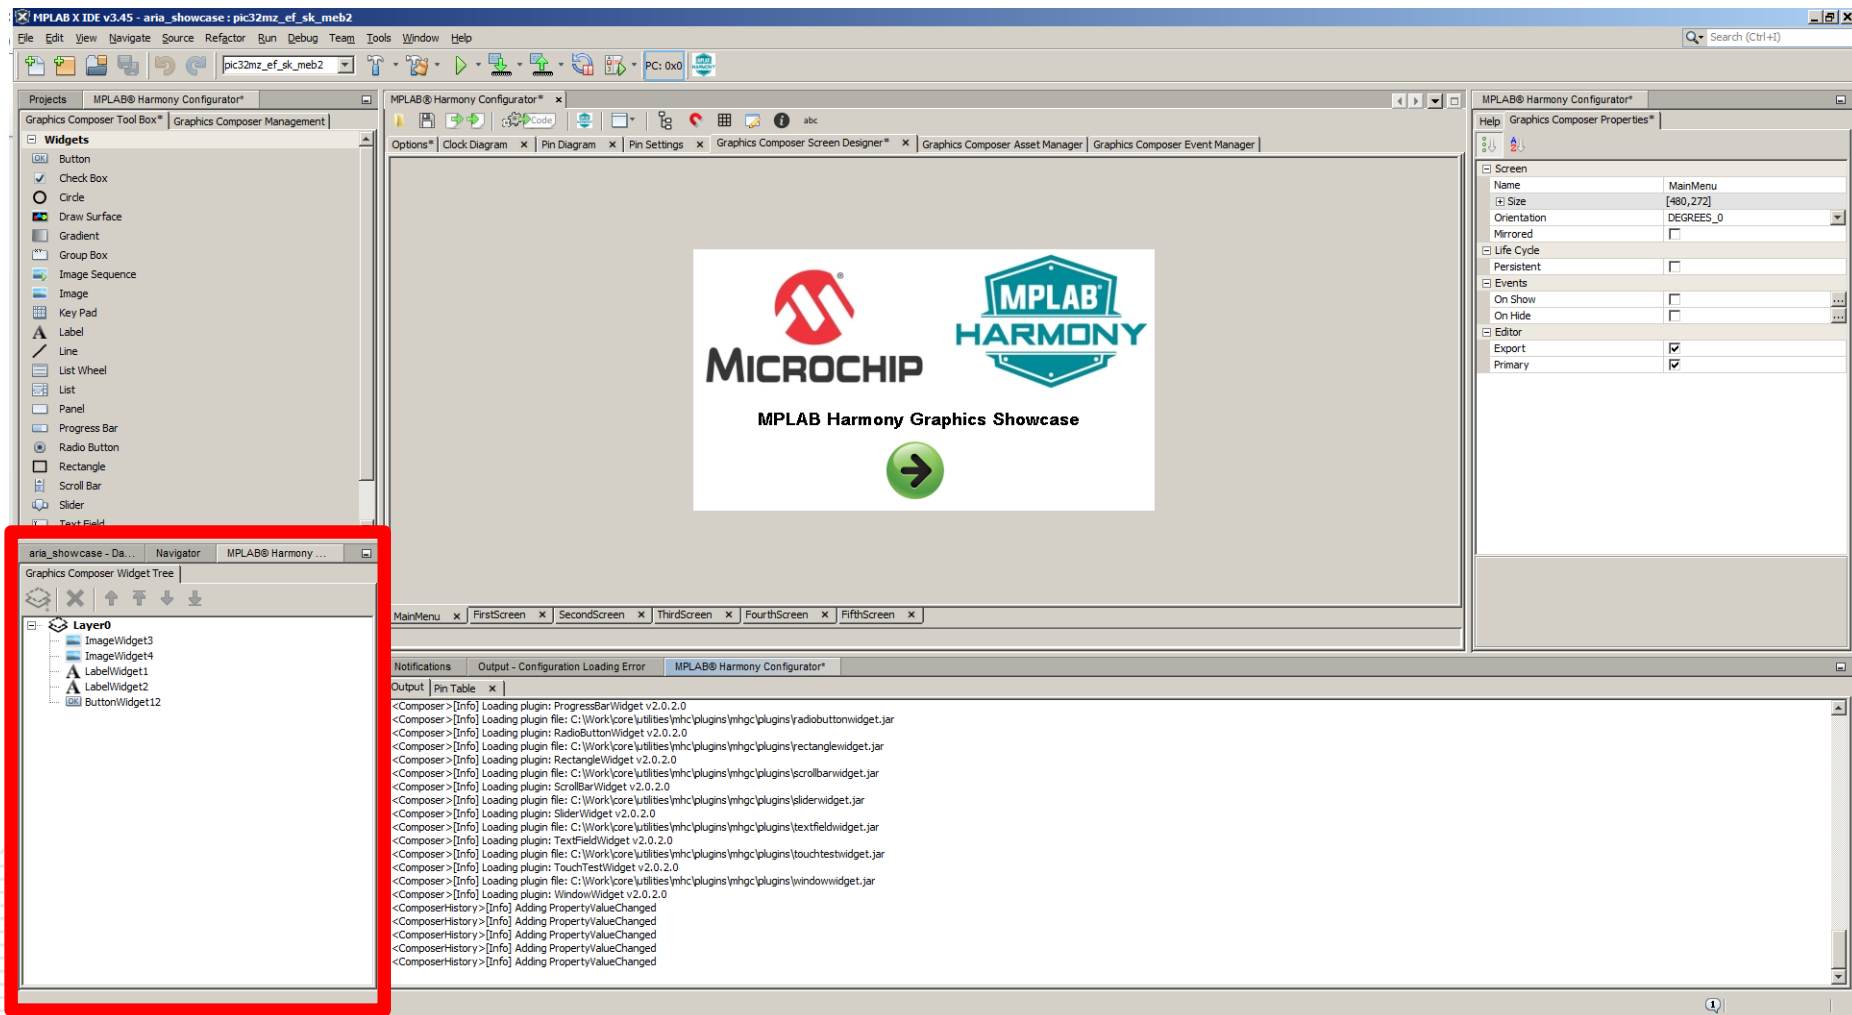 MPLAB X IDE v3.45 - aria_showcase : pic32mz_ef_sk_meb2
File Edit View Navigate Source Refactor Run Debug Team Tools Window Help
Search (Ctrl+I)
pic32mz_ef_sk_meb2
PC: 0x0
Projects MPLAB® Harmony Configurator*
Graphics Composer Tool Box* Graphics Composer Management
Widgets
Button
Check Box
Circle
Draw Surface
Gradient
Group Box
Image Sequence
Image
Key Pad
Label
Line
List Wheel
List
Panel
Progress Bar
Radio Button
Rectangle
Scroll Bar
Slider
Text Field
aria_showcase - Da... Navigator MPLAB® Harmony ...
Graphics Composer Widget Tree
Layer0
ImageWidget3
ImageWidget4
LabelWidget1
LabelWidget2
ButtonWidget12
MPLAB® Harmony Configurator*
Code
abc
Options* Clock Diagram Pin Diagram Pin Settings Graphics Composer Screen Designer* Graphics Composer Asset Manager Graphics Composer Event Manager
MICROCHIP
MPLAB
HARMONY
MPLAB Harmony Graphics Showcase
MainMenu FirstScreen SecondScreen ThirdScreen FourthScreen FifthScreen
Notifications Output - Configuration Loading Error MPLAB® Harmony Configurator*
Output Pin Table
<Composer>[Info] Loading plugin: ProgressBarWidget v2.0.2.0
<Composer>[Info] Loading plugin file: C:\Work\core\utilities\mhc\plugins\mhgc\plugins\radiobuttonwidget.jar
<Composer>[Info] Loading plugin: RadioButtonWidget v2.0.2.0
<Composer>[Info] Loading plugin file: C:\Work\core\utilities\mhc\plugins\mhgc\plugins\rectanglewidget.jar
<Composer>[Info] Loading plugin: RectangleWidget v2.0.2.0
<Composer>[Info] Loading plugin file: C:\Work\core\utilities\mhc\plugins\mhgc\plugins\scrollbarwidget.jar
<Composer>[Info] Loading plugin: ScrollBarWidget v2.0.2.0
<Composer>[Info] Loading plugin file: C:\Work\core\utilities\mhc\plugins\mhgc\plugins\sliderwidget.jar
<Composer>[Info] Loading plugin: SliderWidget v2.0.2.0
<Composer>[Info] Loading plugin file: C:\Work\core\utilities\mhc\plugins\mhgc\plugins\textfieldwidget.jar
<Composer>[Info] Loading plugin: TextFieldWidget v2.0.2.0
<Composer>[Info] Loading plugin file: C:\Work\core\utilities\mhc\plugins\mhgc\plugins\touchtestwidget.jar
<Composer>[Info] Loading plugin: TouchTestWidget v2.0.2.0
<Composer>[Info] Loading plugin file: C:\Work\core\utilities\mhc\plugins\mhgc\plugins\windowwidget.jar
<Composer>[Info] Loading plugin: WindowWidget v2.0.2.0
<ComposerHistory>[Info] Adding PropertyValueChanged
<ComposerHistory>[Info] Adding PropertyValueChanged
<ComposerHistory>[Info] Adding PropertyValueChanged
<ComposerHistory>[Info] Adding PropertyValueChanged
<ComposerHistory>[Info] Adding PropertyValueChanged
MPLAB® Harmony Configurator*
Help Graphics Composer Properties*
Screen
Name MainMenu
Size [480,272]
Orientation DEGREES_0
Mirrored
Life Cycle
Persistent
Events
On Show ...
On Hide ...
Editor
Export
Primary
1